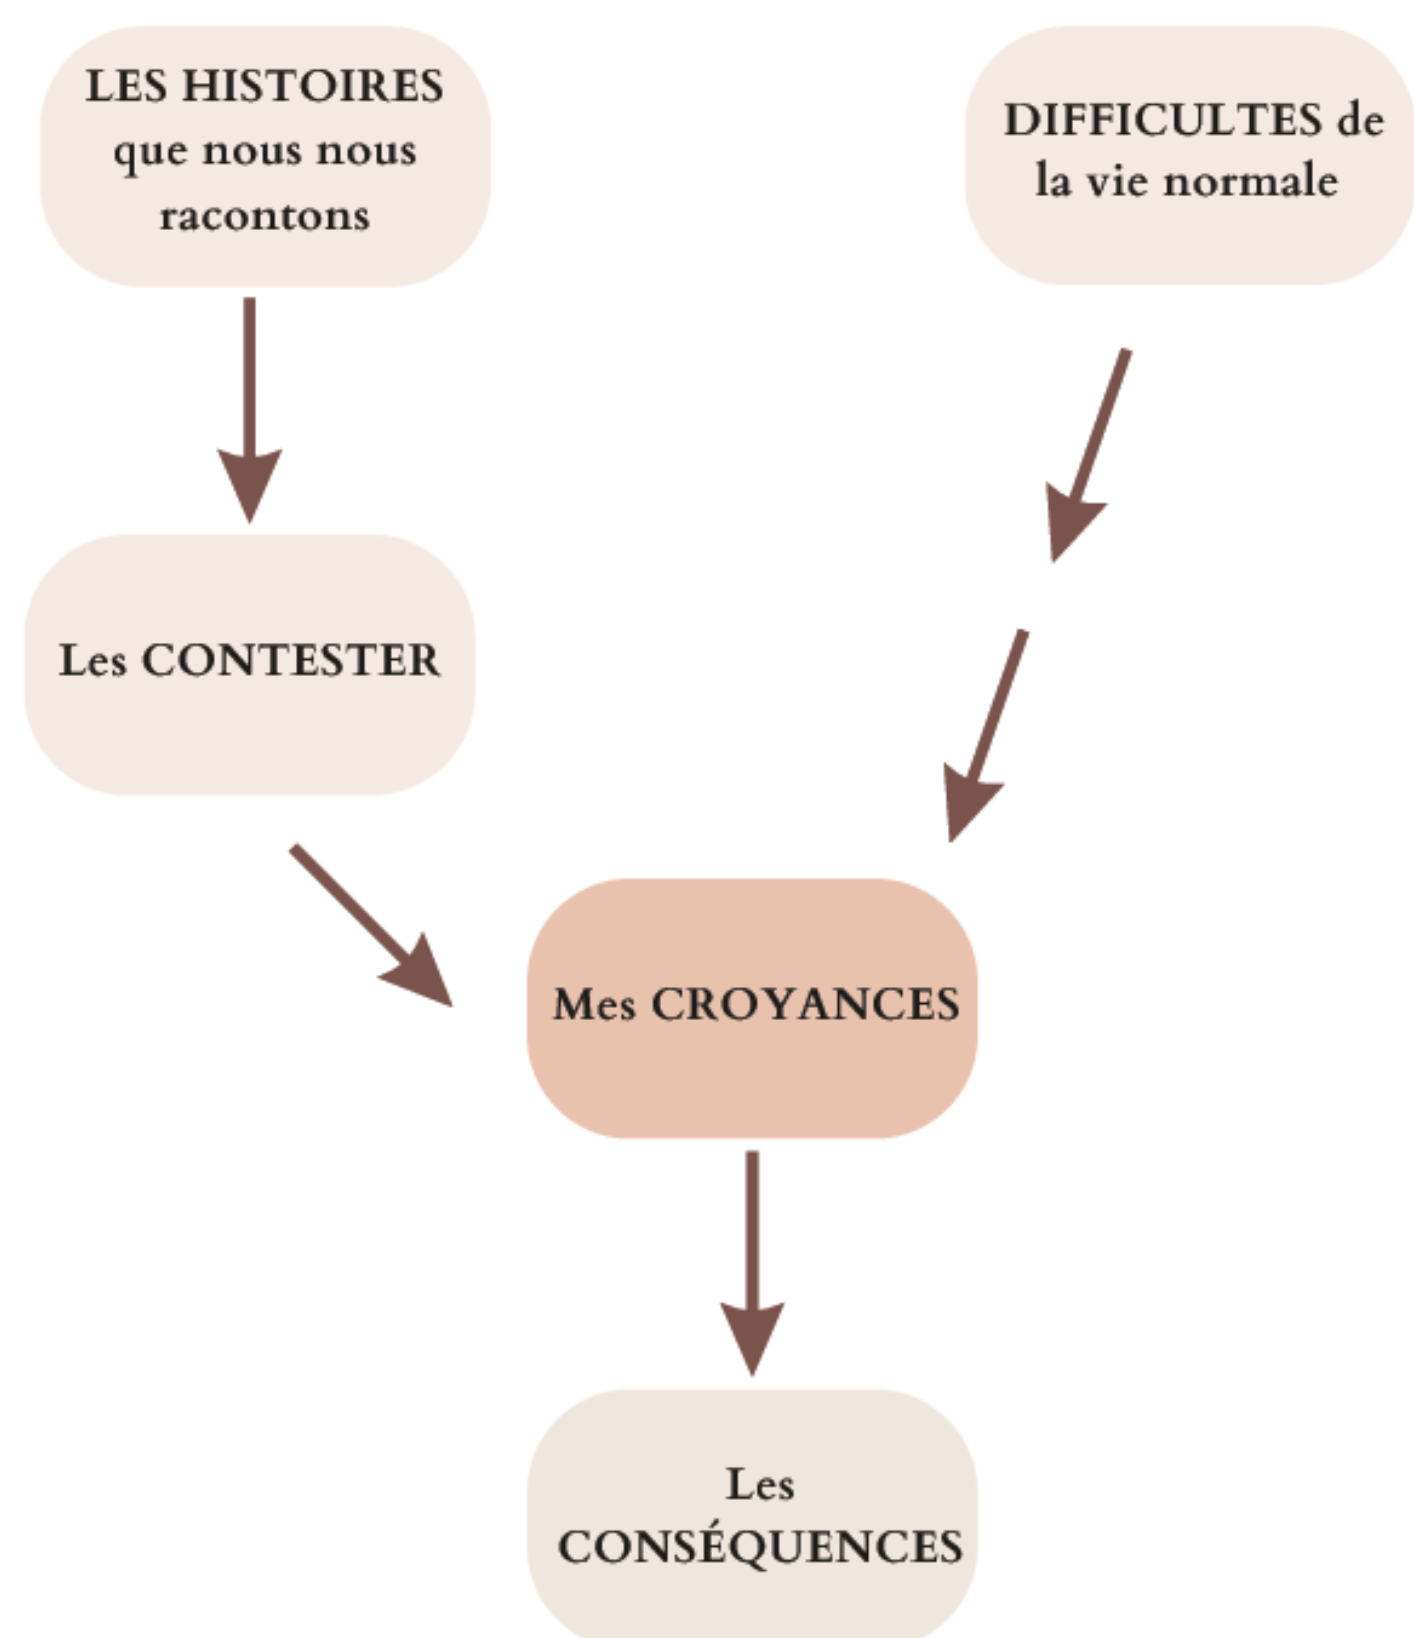 LES HISTOIRES
que nous nous
racontons
DIFFICULTES de
la vie normale
Les CONTESTER
Mes CROYANCES
Les
CONSÉQUENCES